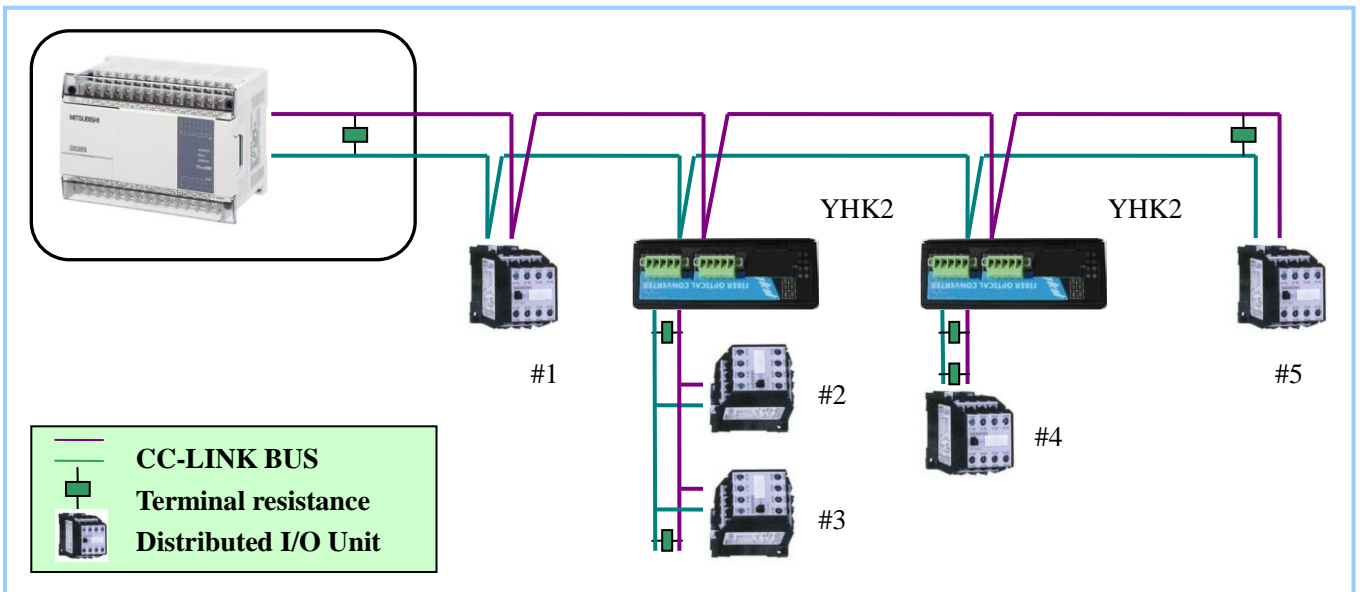 MITSUBISHI
YHK2
YHK2
FIBER OPTICAL CONVERTER
FIBER OPTICAL CONVERTER
#1
#2
#3
#4
#5
CC-LINK BUS
Terminal resistance
Distributed I/O Unit